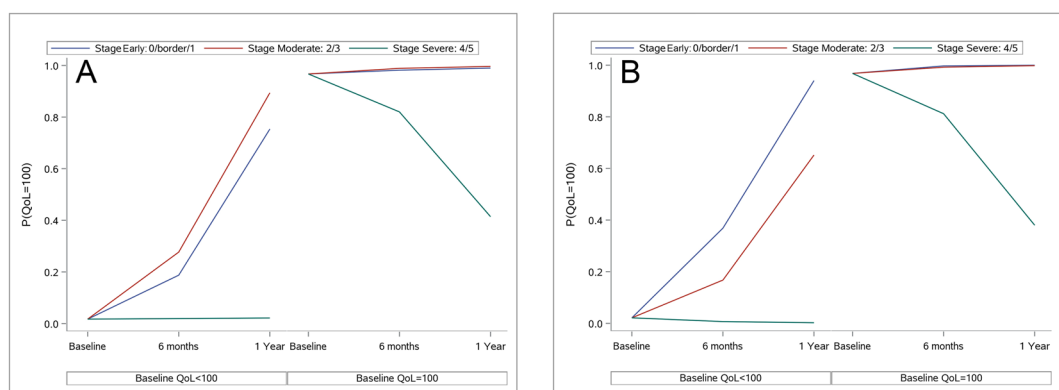 Stage Early: 0/border/1 Stage Moderate: 2/3 Stage Severe: 4/5
A
P(QoL=100)
1.0
0.8
0.6
0.4
0.2
0.0
Baseline 6 months 1 Year Baseline 6 months 1 Year
Baseline QoL<100 Baseline QoL=100
Stage Early: 0/border/1 Stage Moderate: 2/3 Stage Severe: 4/5
B
P(QoL=100)
1.0
0.8
0.6
0.4
0.2
0.0
Baseline 6 months 1 Year Baseline 6 months 1 Year
Baseline QoL<100 Baseline QoL=100